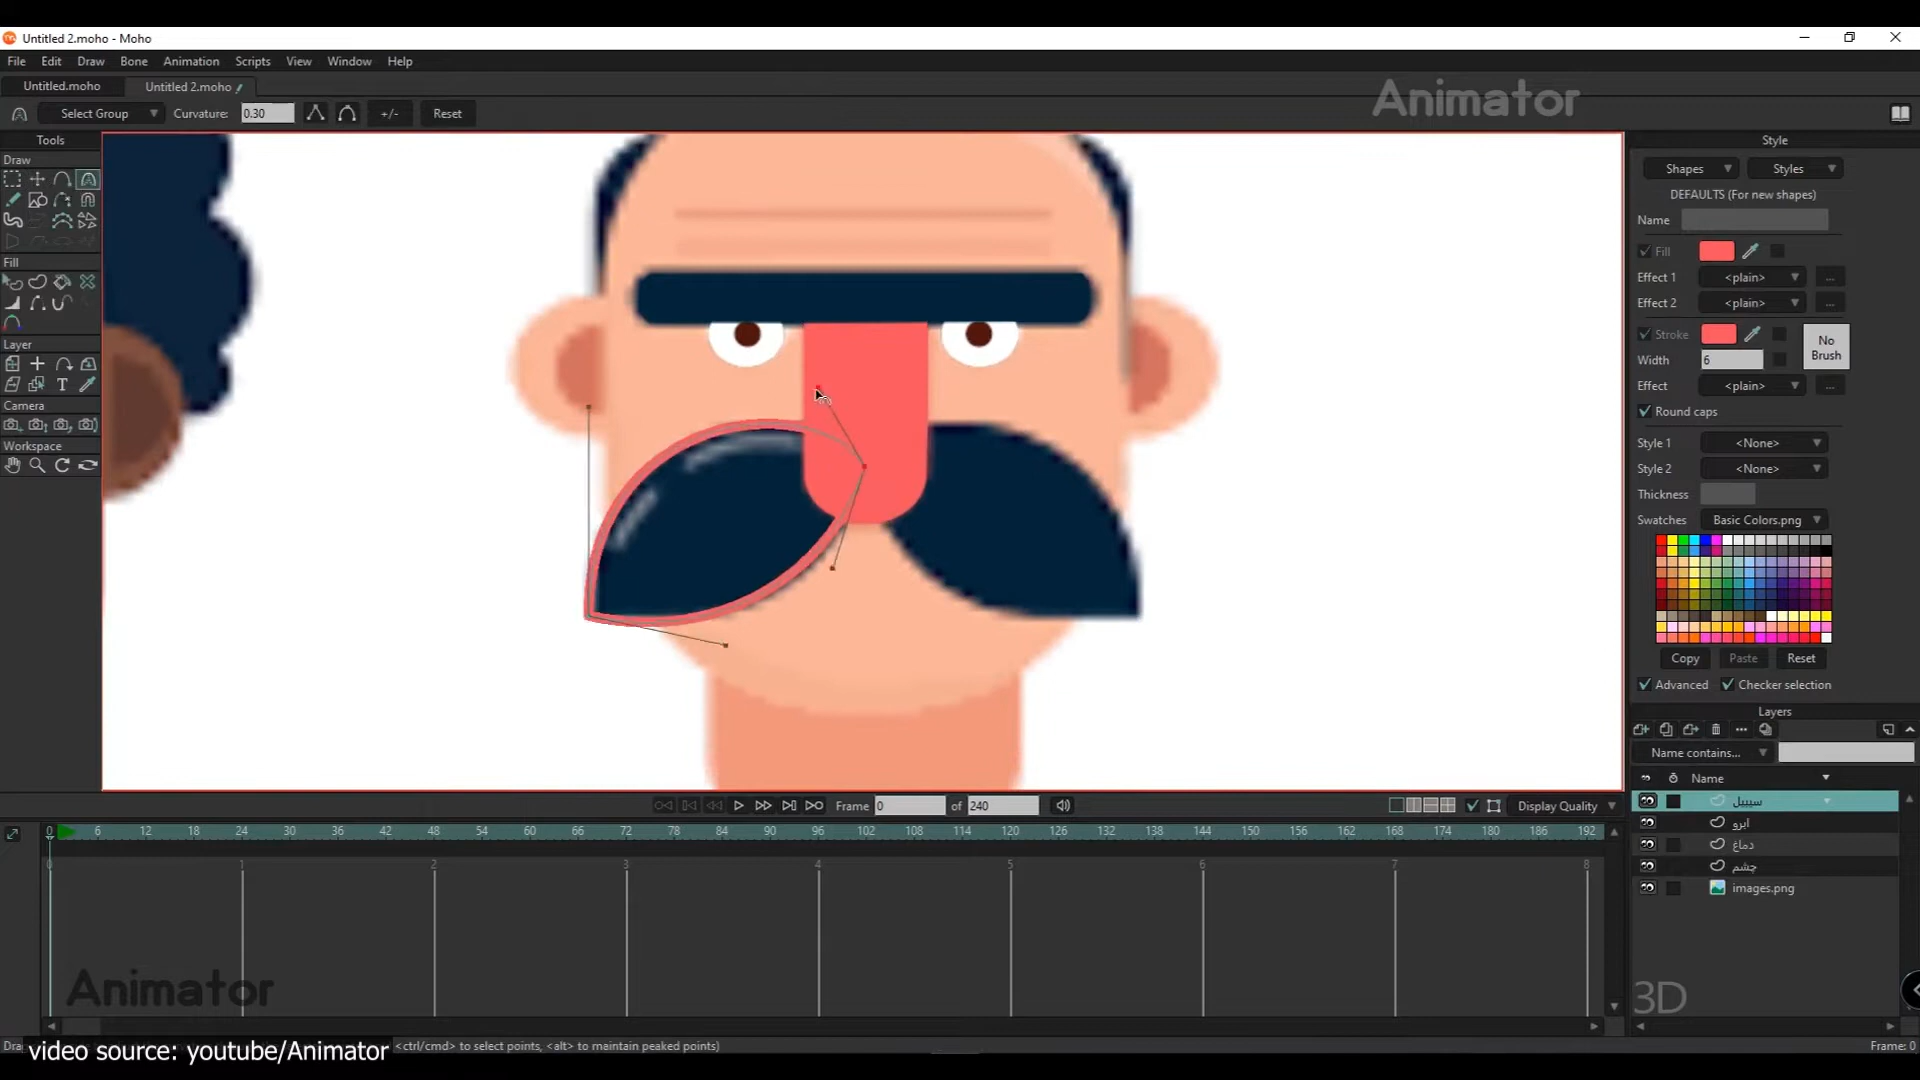 Untitled 2.moho - Moho
File Edit Draw Bone Animation Scripts View Window Help
Untitled.moho Untitled 2.moho
Animator
Select Group Curvature: 0.30 +/- Reset
Tools
Draw
Fill
Layer
Camera
Workspace
Style
Shapes Styles
DEFAULTS (For new shapes)
Name
Fill
Effect 1 <plain> ...
Effect 2 <plain> ...
Stroke
No Brush
Width 6
Effect <plain> ...
Round caps
Style 1 <None>
Style 2 <None>
Thickness
Swatches Basic Colors.png
Copy Paste Reset
Advanced Checker selection
Layers
Name contains...
Name
سیبیل
ابرو
دماغ
چشم
images.png
Frame 0 of 240 Display Quality
0 6 12 18 24 30 36 42 48 54 60 66 72 78 84 90 96 102 108 114 120 126 132 138 144 150 156 162 168 174 180 186 192
0 1 2 3 4 5 6 7 8
Animator
3D
video source: youtube/Animator
<ctrl/cmd> to select points, <alt> to maintain peaked points)
Frame: 0